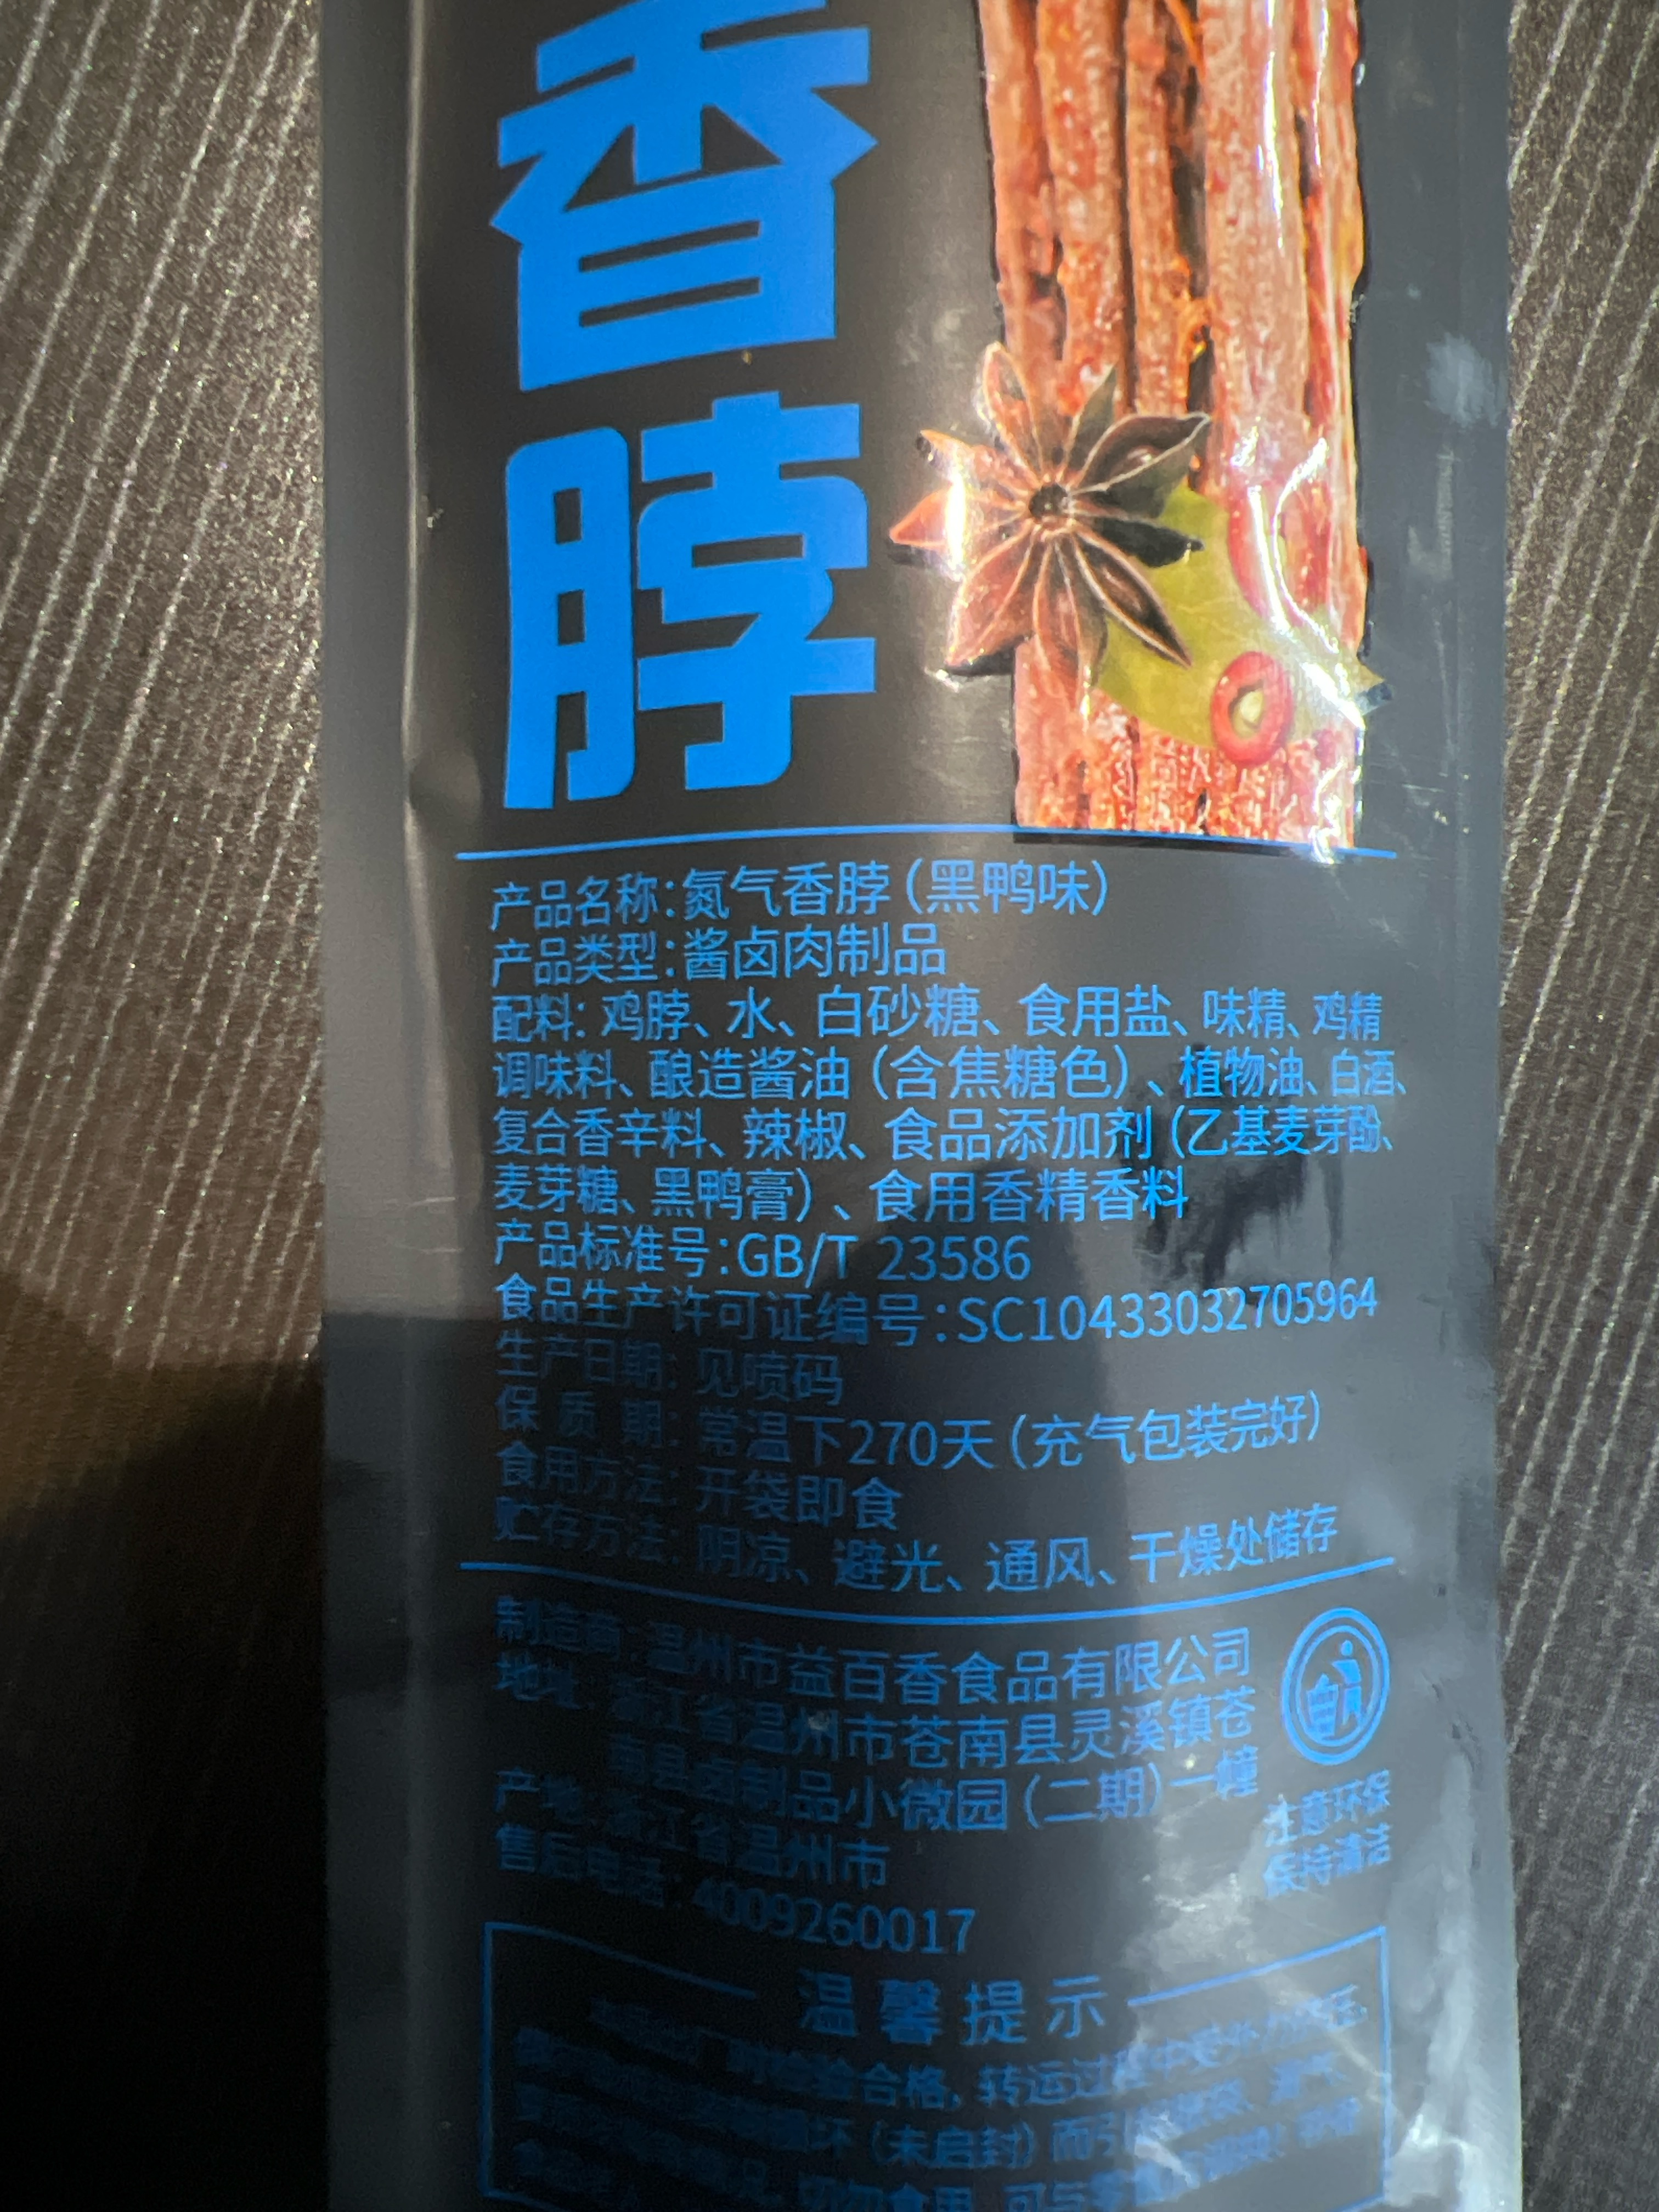 香
脖
产品名称:氮气香脖(黑鸭味)
产品类型:酱卤肉制品
配料: 鸡脖、水、白砂糖、食用盐、味精、鸡精
调味料、酿造酱油(含焦糖色)、植物油、白酒、
复合香辛料、辣椒、食品添加剂(乙基麦芽酚、
麦芽糖、黑鸭膏)、食用香精香料
产品标准号:GB/T 23586
食品生产许可证编号:SC10433032705964
生产日期: 见喷码
保 质 期: 常温下270天(充气包装完好)
食用方法: 开袋即食
贮存方法: 阴凉、避光、通风、干燥处储存
制造商:温州市益百香食品有限公司
地址: 浙江省温州市苍南县灵溪镇苍
南县卤制品小微园(二期)一幢
产地:浙江省温州市
售后电话: 4009260017
注意环保
保持清洁
温馨提示
合格, 转运过程中
坏(未启封)而
切勿食用, 可与